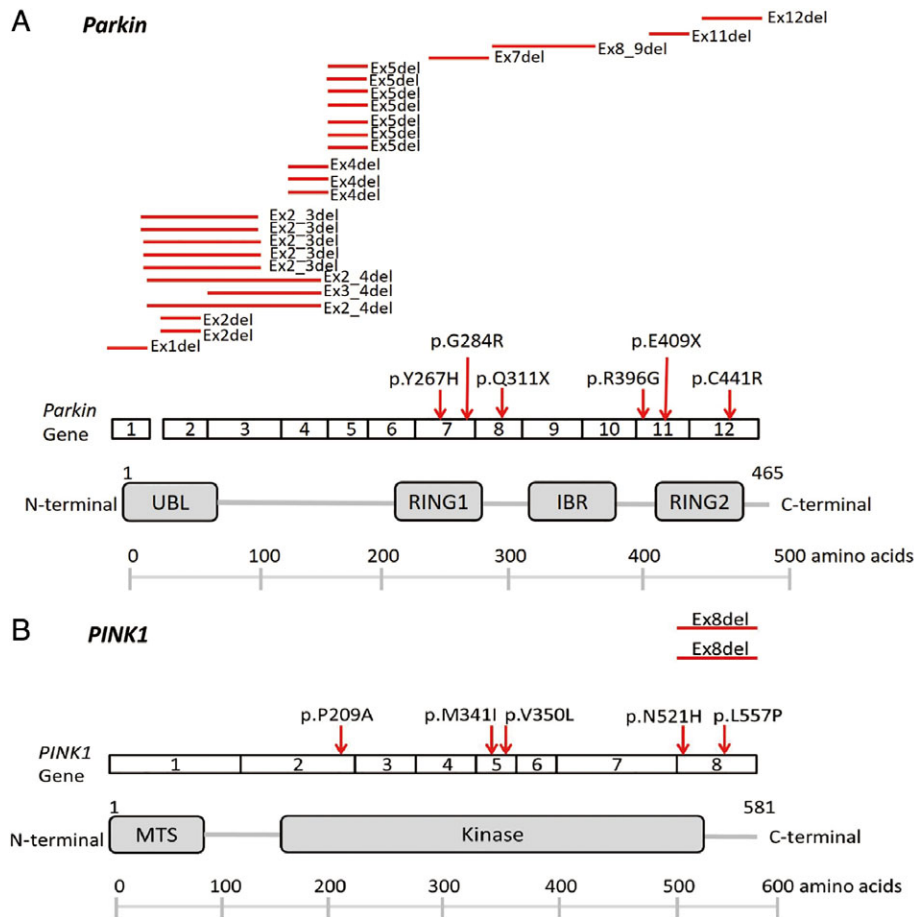 A Parkin
Ex12del
Ex11del
Ex8_9del
Ex7del
Ex5del
Ex5del
Ex5del
Ex5del
Ex5del
Ex5del
Ex5del
Ex4del
Ex4del
Ex4del
Ex2_3del
Ex2_3del
Ex2_3del
Ex2_3del
Ex2_3del
Ex2_4del
Ex3_4del
Ex2_4del
Ex2del
Ex2del
Ex1del
p.G284R p.E409X
p.Y267H p.Q311X p.R396G p.C441R
Parkin
Gene
1 2 3 4 5 6 7 8 9 10 11 12
1 465
N-terminal UBL RING1 IBR RING2 C-terminal
0 100 200 300 400 500 amino acids
B PINK1
Ex8del
Ex8del
p.P209A p.M341I p.V350L p.N521H p.L557P
PINK1
Gene
1 2 3 4 5 6 7 8
1 581
N-terminal MTS Kinase C-terminal
0 100 200 300 400 500 600 amino acids